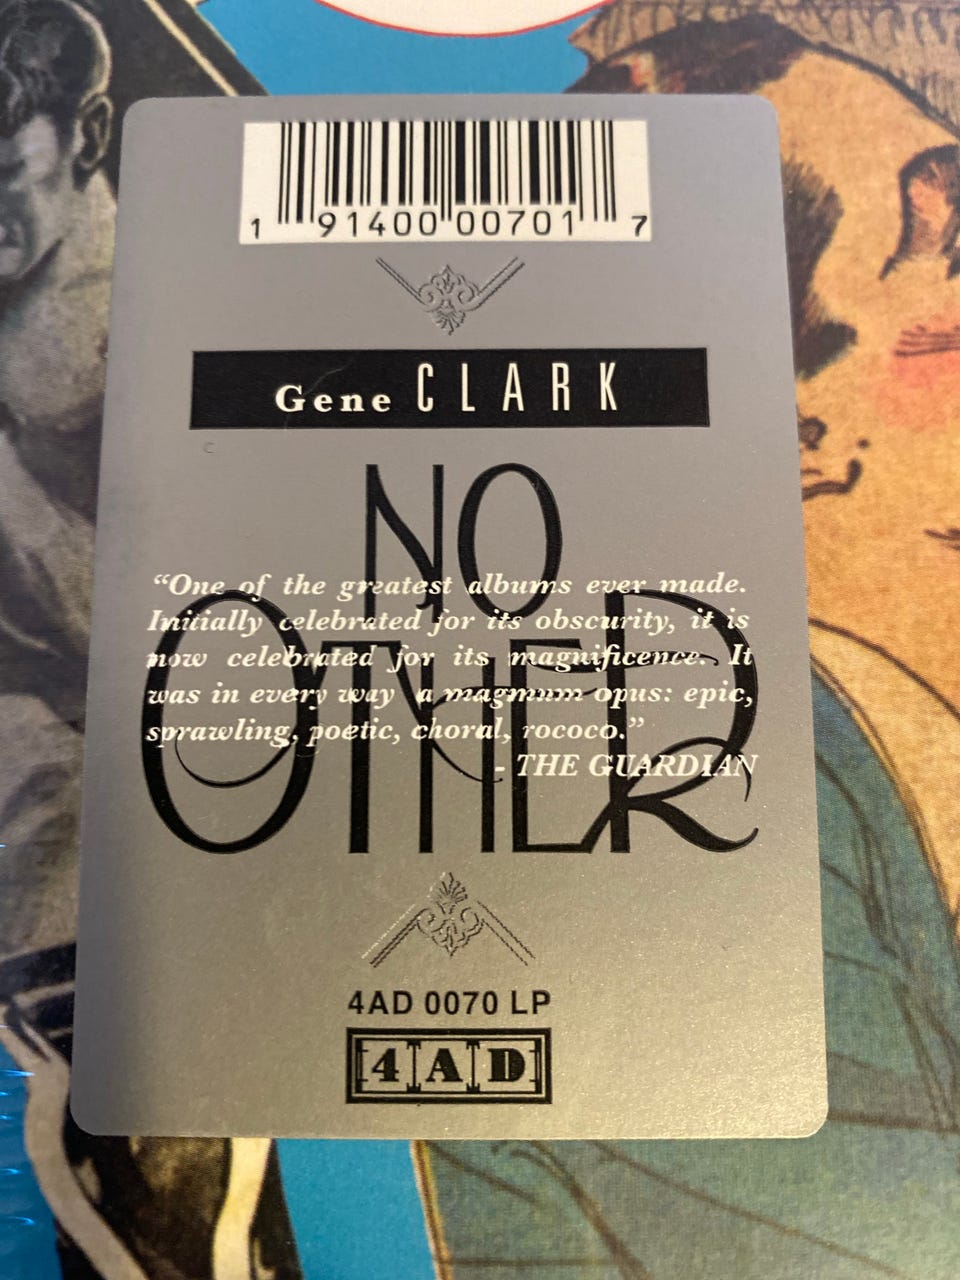 1 91400 00701 7
Gene CLARK
NO
OTHER
“One of the greatest albums ever made.
Initially celebrated for its obscurity, it is
now celebrated for its magnificence. It
was in every way a magnum opus: epic,
sprawling, poetic, choral, rococo.”
- THE GUARDIAN
4AD 0070 LP
4AD